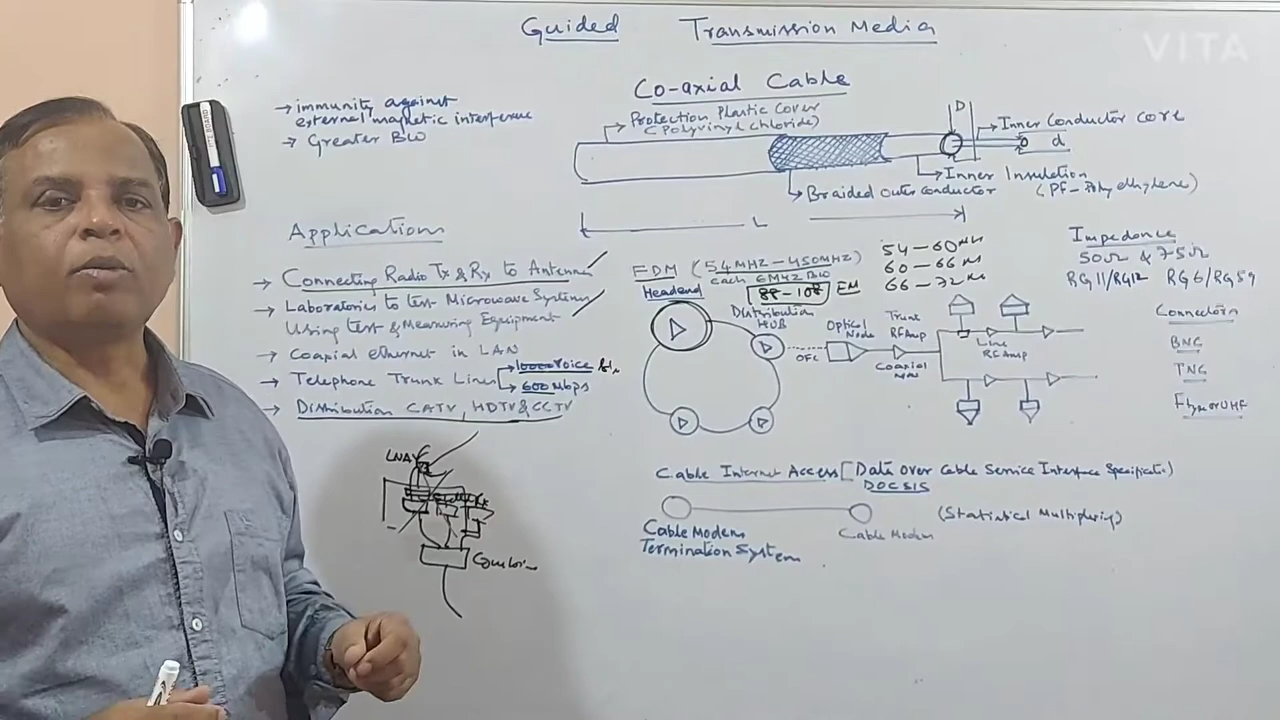 Guided Transmission Media
VITA
Co-axial Cable
→ immunity against
external magnetic interference
→ Greater BW
Protection Plastic Cover
(Polyvinyl chloride)
D
Inner Conductor core
d
Inner Insulation
(PF-Polyethylene)
Braided outer conductor
L
Applications
→ Connecting Radio Tx & Rx to Antenna
→ Laboratories to test Microwave Systems
Using test & Measuring Equipment
→ Coaxial ethernet in LAN
→ Telephone Trunk Lines
10000 voice
600 Mbps
→ Distribution CATV, HDTV & CCTV
FDM (54MHZ - 450MHZ)
each 6MHZ BW
88-108 FM
54-60
60-66
66-72
Impedance
50Ω & 75Ω
RG11/RG12 RG6/RG59
Headend
Distribution
HUB
OFC
Optical
Node
Trunk
RF Amp
Coaxial
Line
RF Amp
Connectors
BNC
TNC
F type or UHF
LNA
Cable Internet Access [Data over Cable Service Interface Specification)
DOCSIS
Cable Modem
Termination System
Cable Modem
(Statistical Multiplexing)